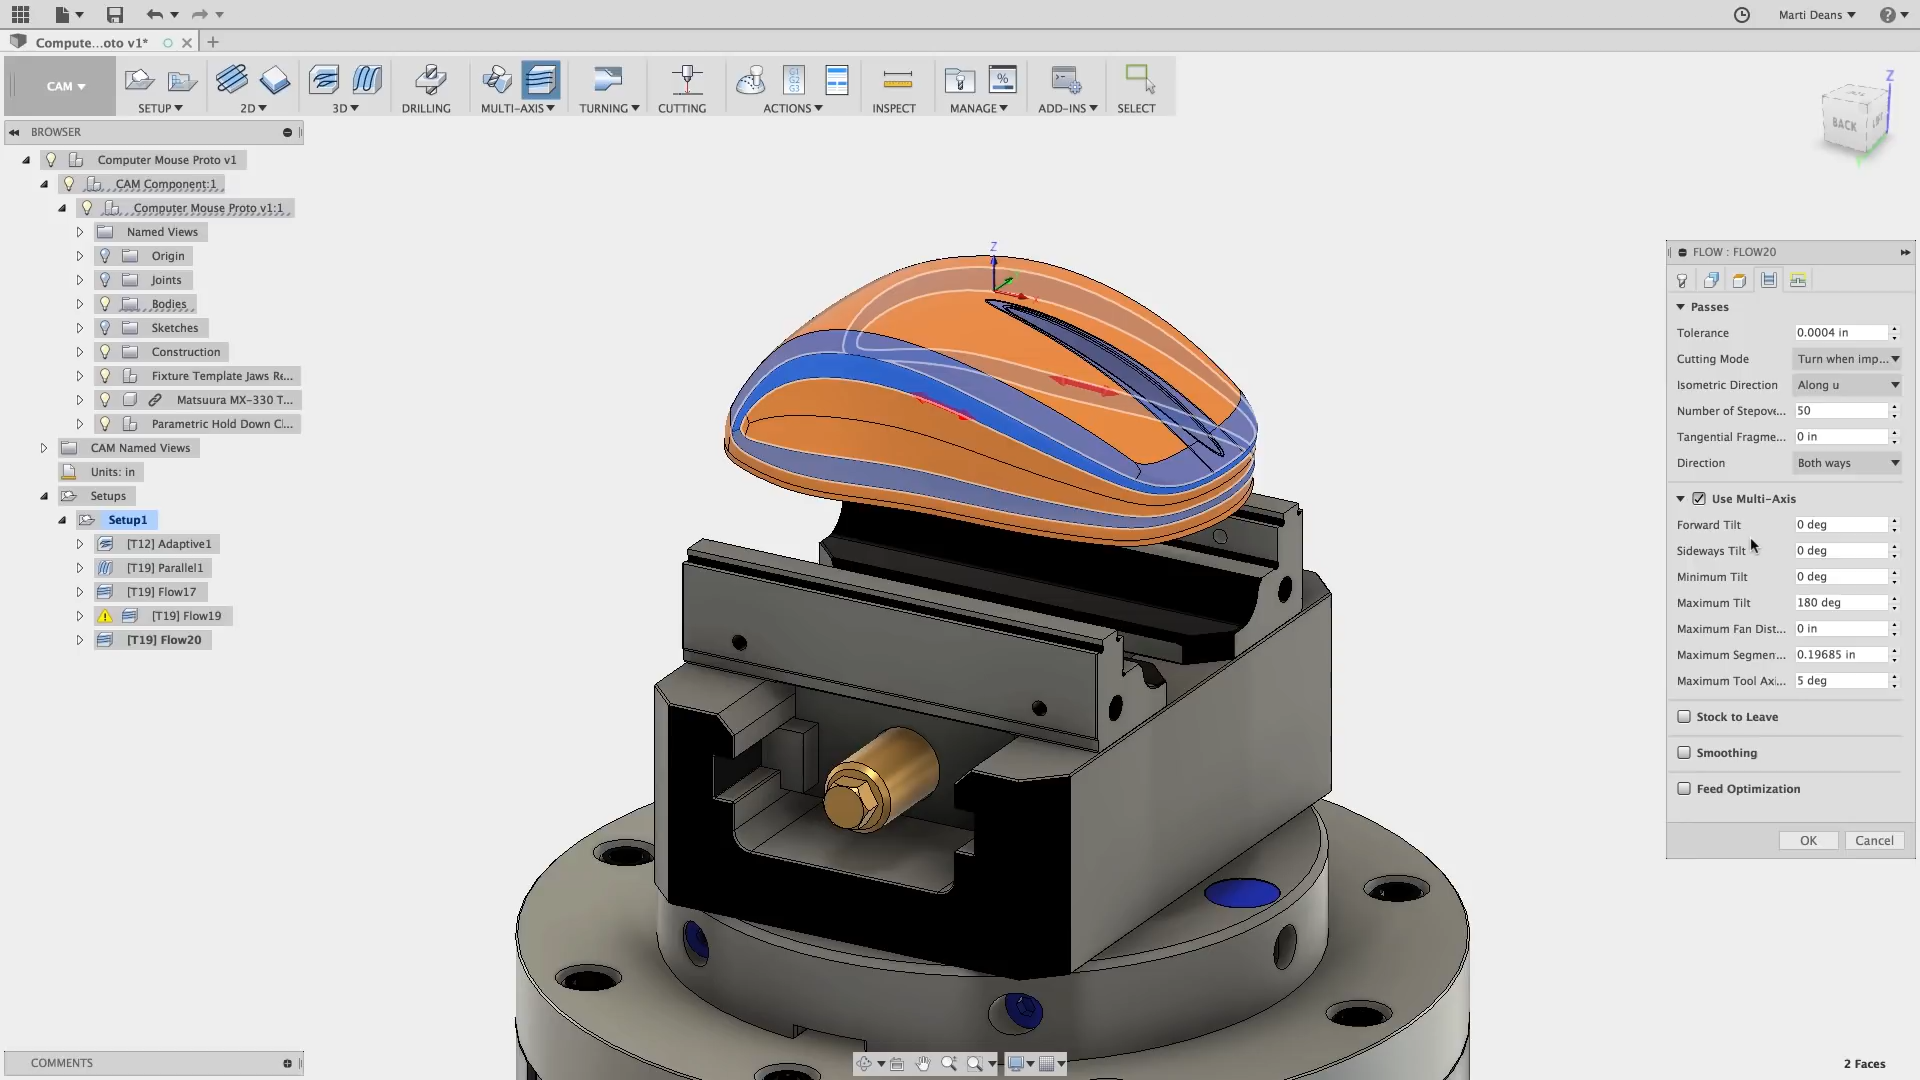 Marti Deans
Compute...oto v1*
CAM
SETUP
2D
3D
DRILLING
MULTI-AXIS
TURNING
CUTTING
G1
G2
G3
ACTIONS
INSPECT
%
MANAGE
ADD-INS
SELECT
Z
BACK
BROWSER
Computer Mouse Proto v1
CAM Component:1
Computer Mouse Proto v1:1
Named Views
Origin
Joints
Bodies
Sketches
Construction
Fixture Template Jaws Re...
Matsuura MX-330 T...
Parametric Hold Down Cl...
CAM Named Views
Units: in
Setups
Setup1
[T12] Adaptive1
[T19] Parallel1
[T19] Flow17
[T19] Flow19
[T19] Flow20
Z
FLOW : FLOW20
Passes
Tolerance 0.0004 in
Cutting Mode Turn when imp...
Isometric Direction Along u
Number of Stepove... 50
Tangential Fragme... 0 in
Direction Both ways
Use Multi-Axis
Forward Tilt 0 deg
Sideways Tilt 0 deg
Minimum Tilt 0 deg
Maximum Tilt 180 deg
Maximum Fan Dist... 0 in
Maximum Segmen... 0.19685 in
Maximum Tool Axi... 5 deg
Stock to Leave
Smoothing
Feed Optimization
OK Cancel
COMMENTS
2 Faces